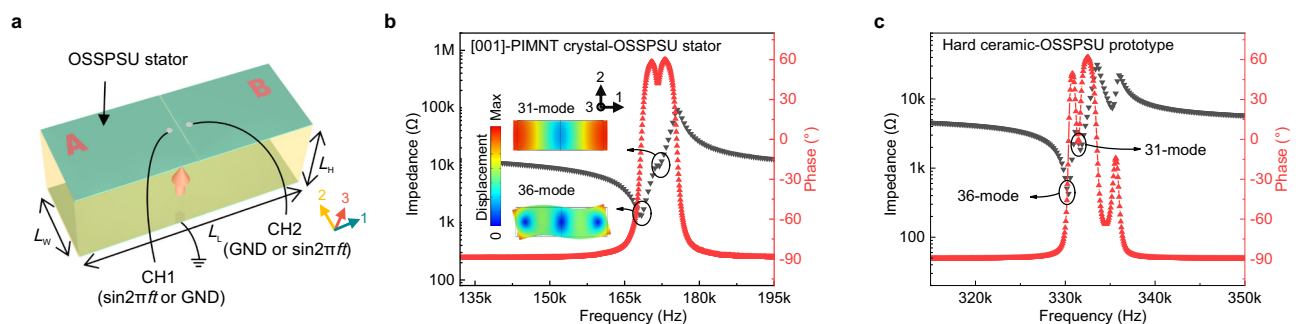 a
OSSPSU stator
A
B
L_H
L_W
L_L
2
3
1
CH1
(sin2πft or GND)
CH2
(GND or sin2πft)
b
[001]-PIMNT crystal-OSSPSU stator
Impedance (Ω)
1M
100k
10k
1k
100
Max
Displacement
0
2
3
1
31-mode
36-mode
60
30
0
-30
-60
-90
Phase (°)
135k 150k 165k 180k 195k
Frequency (Hz)
c
Hard ceramic-OSSPSU prototype
Impedance (Ω)
10k
1k
100
31-mode
36-mode
60
30
0
-30
-60
-90
Phase (°)
320k 330k 340k 350k
Frequency (Hz)